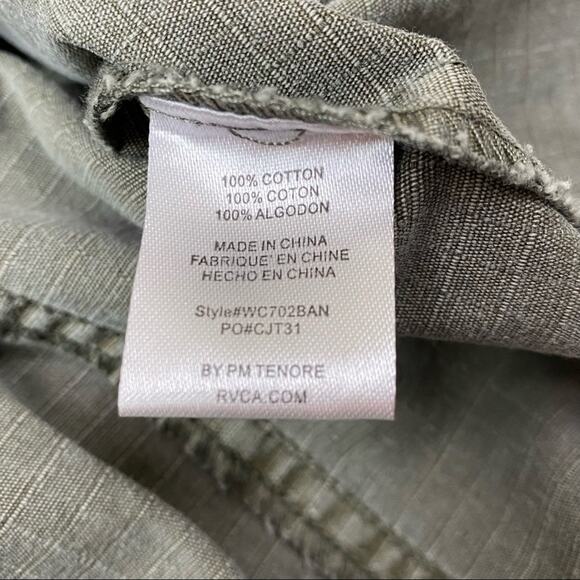 100% COTTON
100% COTON
100% ALGODON
MADE IN CHINA
FABRIQUE' EN CHINE
HECHO EN CHINA
Style#WC702BAN
PO#CJT31
BY PM TENORE
RVCA.COM